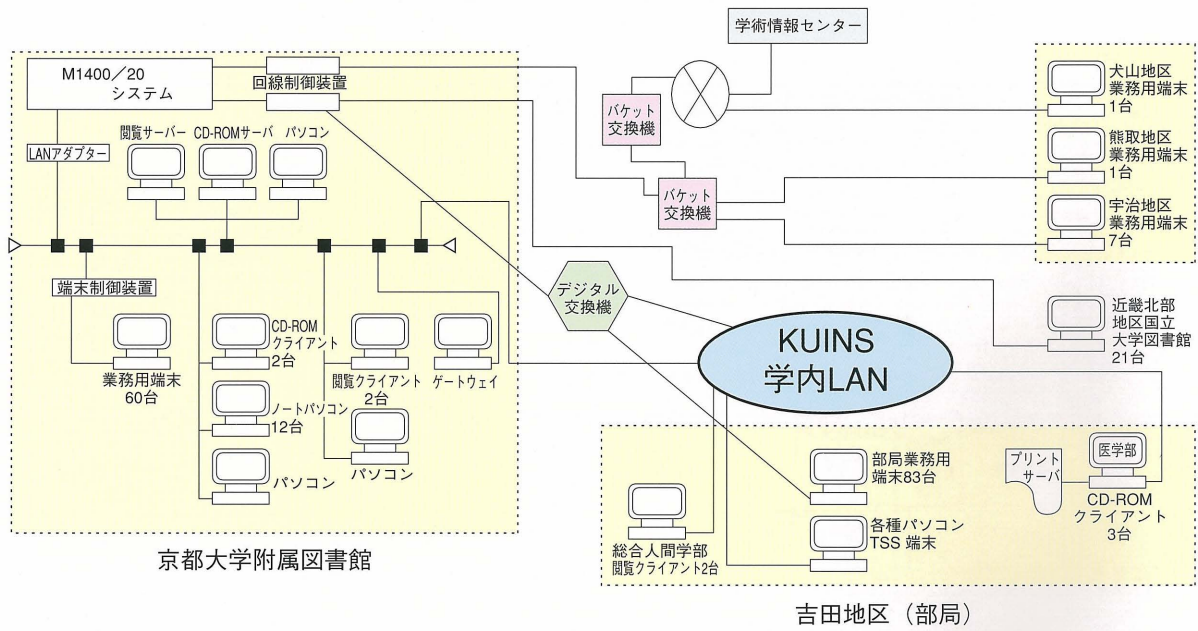 学術情報センター
M1400／20
システム
回線制御装置
LANアダプター
閲覧サーバー
CD-ROMサーバ
パソコン
端末制御装置
業務用端末
60台
CD-ROM
クライアント
2台
ノートパソコン
12台
パソコン
閲覧クライアント
2台
パソコン
ゲートウェイ
京都大学附属図書館
パケット
交換機
パケット
交換機
デジタル
交換機
犬山地区
業務用端末
1台
熊取地区
業務用端末
1台
宇治地区
業務用端末
7台
近畿北部
地区国立
大学図書館
21台
KUINS
学内LAN
総合人間学部
閲覧クライアント2台
部局業務用
端末83台
各種パソコン
TSS 端末
プリント
サーバ
医学部
CD-ROM
クライアント
3台
吉田地区（部局）